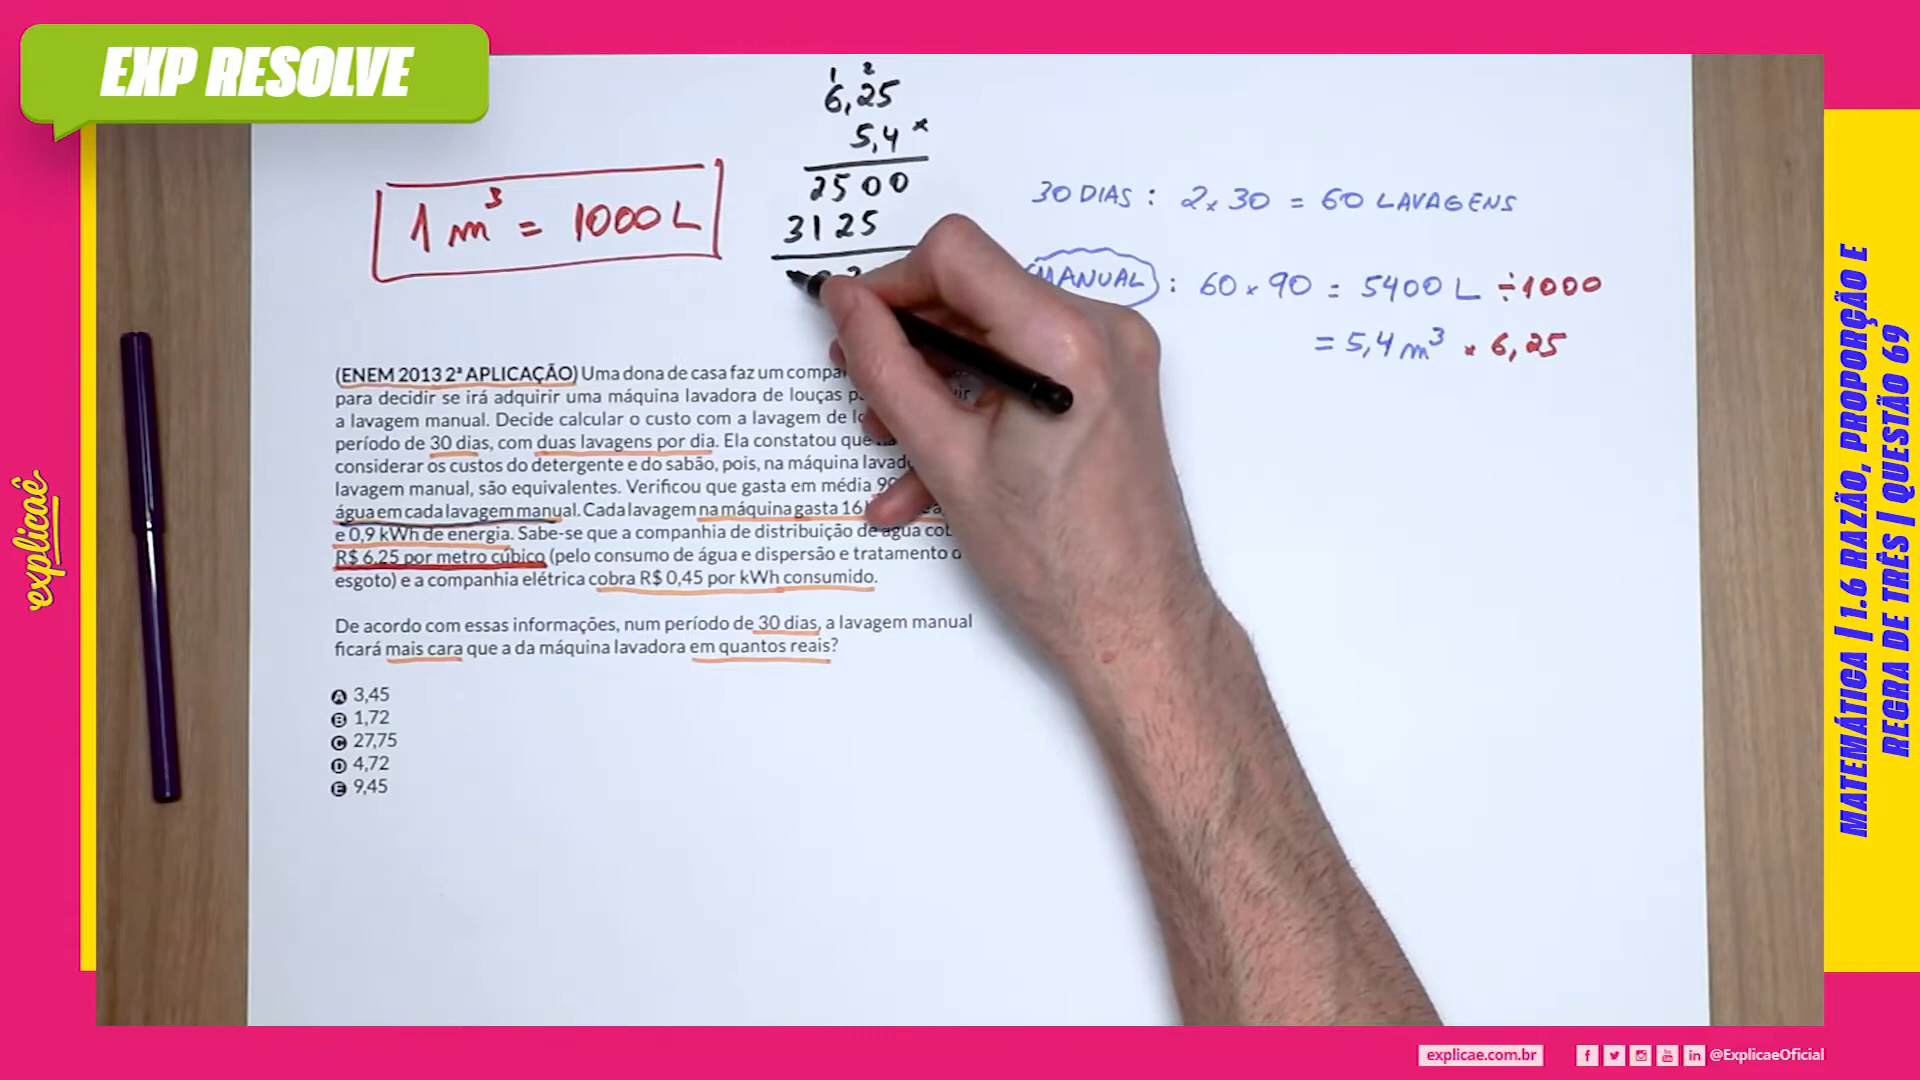 EXP RESOLVE
1 2
6,25
5,4 ×
2500
3125
1 m³ = 1000 L
30 DIAS : 2 × 30 = 60 LAVAGENS
MANUAL : 60 × 90 = 5400 L ÷ 1000
= 5,4 m³ × 6,25
(ENEM 2013 2ª APLICAÇÃO) Uma dona de casa faz um compa
para decidir se irá adquirir uma máquina lavadora de louças
a lavagem manual. Decide calcular o custo com a lavagem de
período de 30 dias, com duas lavagens por dia. Ela constatou que
considerar os custos do detergente e do sabão, pois, na máquina
lavagem manual, são equivalentes. Verificou que gasta em média
água em cada lavagem manual. Cada lavagem na máquina gasta 16
e 0,9 kWh de energia. Sabe-se que a companhia de distribuição de água
R$ 6,25 por metro cúbico (pelo consumo de água e dispersão e tratamento
esgoto) e a companhia elétrica cobra R$ 0,45 por kWh consumido.
De acordo com essas informações, num período de 30 dias, a lavagem manual
ficará mais cara que a da máquina lavadora em quantos reais?
A 3,45
B 1,72
C 27,75
D 4,72
E 9,45
explicaê
MATEMÁTICA | 1.6 RAZÃO, PROPORÇÃO E
REGRA DE TRÊS | QUESTÃO 69
explicae.com.br
@ExplicaeOficial